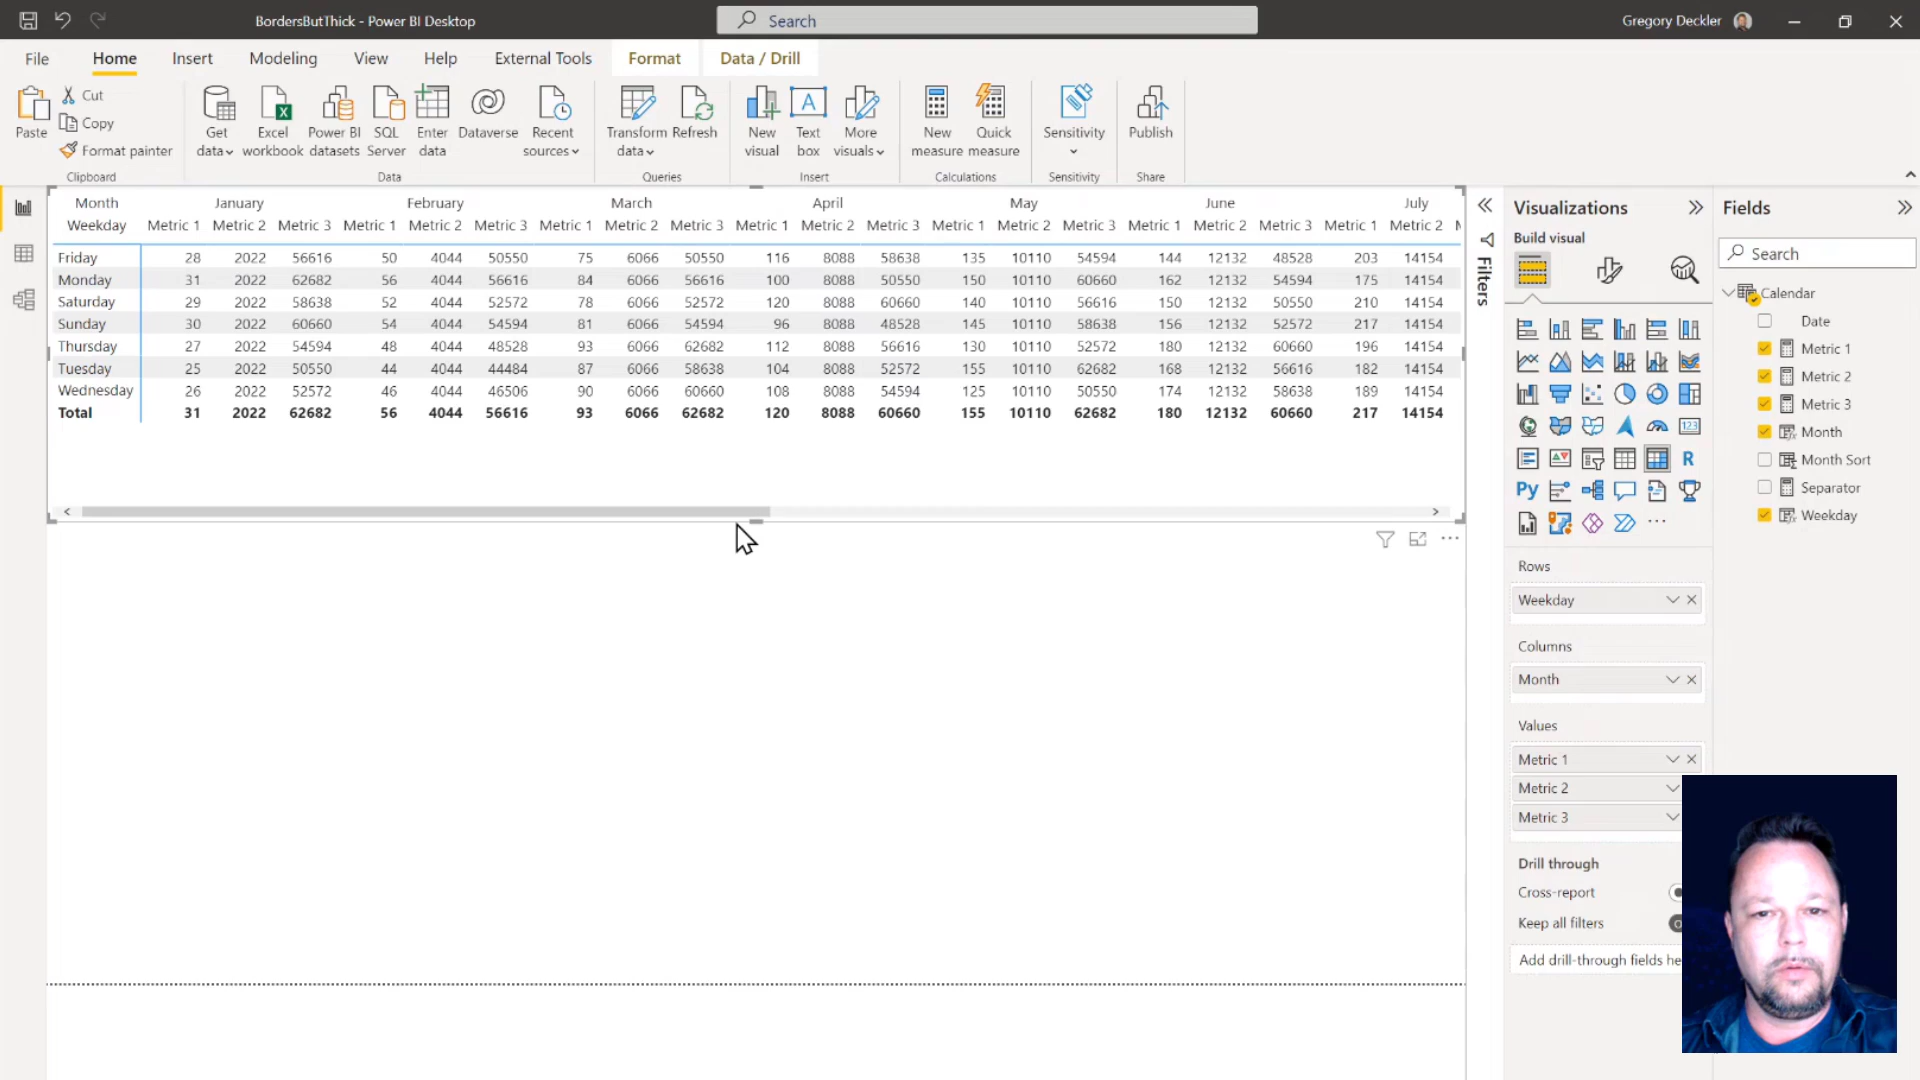 BordersButThick - Power BI Desktop
Search
Gregory Deckler
File Home Insert Modeling View Help External Tools Format Data / Drill
Paste
Cut
Copy
Format painter
Clipboard
Get data
Excel workbook
Power BI datasets
SQL Server
Enter data
Dataverse
Recent sources
Data
Transform data
Refresh
Queries
New visual
Text box
More visuals
Insert
New measure
Quick measure
Calculations
Sensitivity
Sensitivity
Publish
Share
Month January February March April May June July
Weekday Metric 1 Metric 2 Metric 3 Metric 1 Metric 2 Metric 3 Metric 1 Metric 2 Metric 3 Metric 1 Metric 2 Metric 3 Metric 1 Metric 2 Metric 3 Metric 1 Metric 2 Metric 3 Metric 1 Metric 2
Friday 28 2022 56616 50 4044 50550 75 6066 50550 116 8088 58638 135 10110 54594 144 12132 48528 203 14154
Monday 31 2022 62682 56 4044 56616 84 6066 56616 100 8088 50550 150 10110 60660 162 12132 54594 175 14154
Saturday 29 2022 58638 52 4044 52572 78 6066 52572 120 8088 60660 140 10110 56616 150 12132 50550 210 14154
Sunday 30 2022 60660 54 4044 54594 81 6066 54594 96 8088 48528 145 10110 58638 156 12132 52572 217 14154
Thursday 27 2022 54594 48 4044 48528 93 6066 62682 112 8088 56616 130 10110 52572 180 12132 60660 196 14154
Tuesday 25 2022 50550 44 4044 44484 87 6066 58638 104 8088 52572 155 10110 62682 168 12132 56616 182 14154
Wednesday 26 2022 52572 46 4044 46506 90 6066 60660 108 8088 54594 125 10110 50550 174 12132 58638 189 14154
Total 31 2022 62682 56 4044 56616 93 6066 62682 120 8088 60660 155 10110 62682 180 12132 60660 217 14154
Filters
Visualizations
Build visual
123
R
Py
Rows
Weekday
Columns
Month
Values
Metric 1
Metric 2
Metric 3
Drill through
Cross-report
Keep all filters
Add drill-through fields he
Fields
Search
Calendar
Date
Metric 1
Metric 2
Metric 3
Month
Month Sort
Separator
Weekday